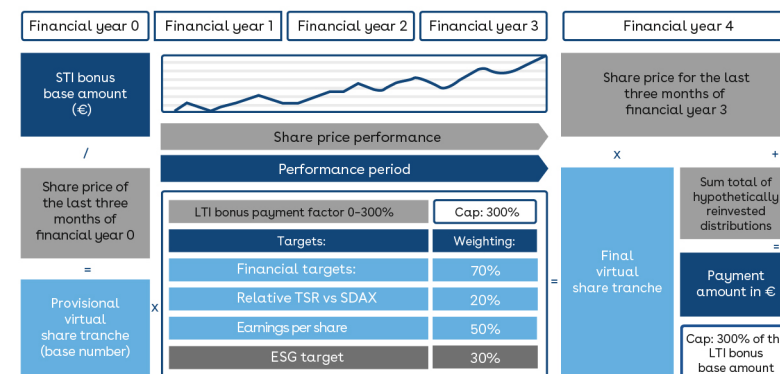 Financial year 0
Financial year 1
Financial year 2
Financial year 3
Financial year 4
STI bonus
base amount
(€)
/
Share price of
the last three
months of
financial year 0
=
Provisional
virtual
share tranche
(base number)
x
Share price performance
Performance period
LTI bonus payment factor 0–300%
Cap: 300%
Targets:
Weighting:
Financial targets:
70%
Relative TSR vs SDAX
20%
Earnings per share
50%
ESG target
30%
=
Share price for the last
three months of
financial year 3
x
+
Final
virtual
share tranche
Sum total of
hypothetically
reinvested
distributions
=
Payment
amount in €
Cap: 300% of th
LTI bonus
base amount